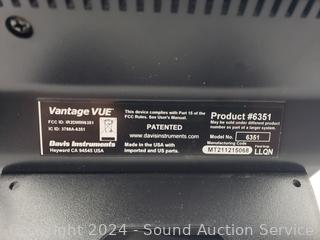 Vantage VUE™
FCC ID: IR2DWW6351
IC ID: 3788A-6351
Davis Instruments
Hayward CA 94545 USA
This device complies with Part 15 of the
FCC Rules. See User's Manual.
PATENTED
www.davisinstruments.com
Made in the USA with
imported and US parts.
Product #6351
May be sold under different product
number as part of a larger system.
Model No. 6351
Manufacturing Code
MT211215068
LLQN
Copyright 2024 - Sound Auction Service